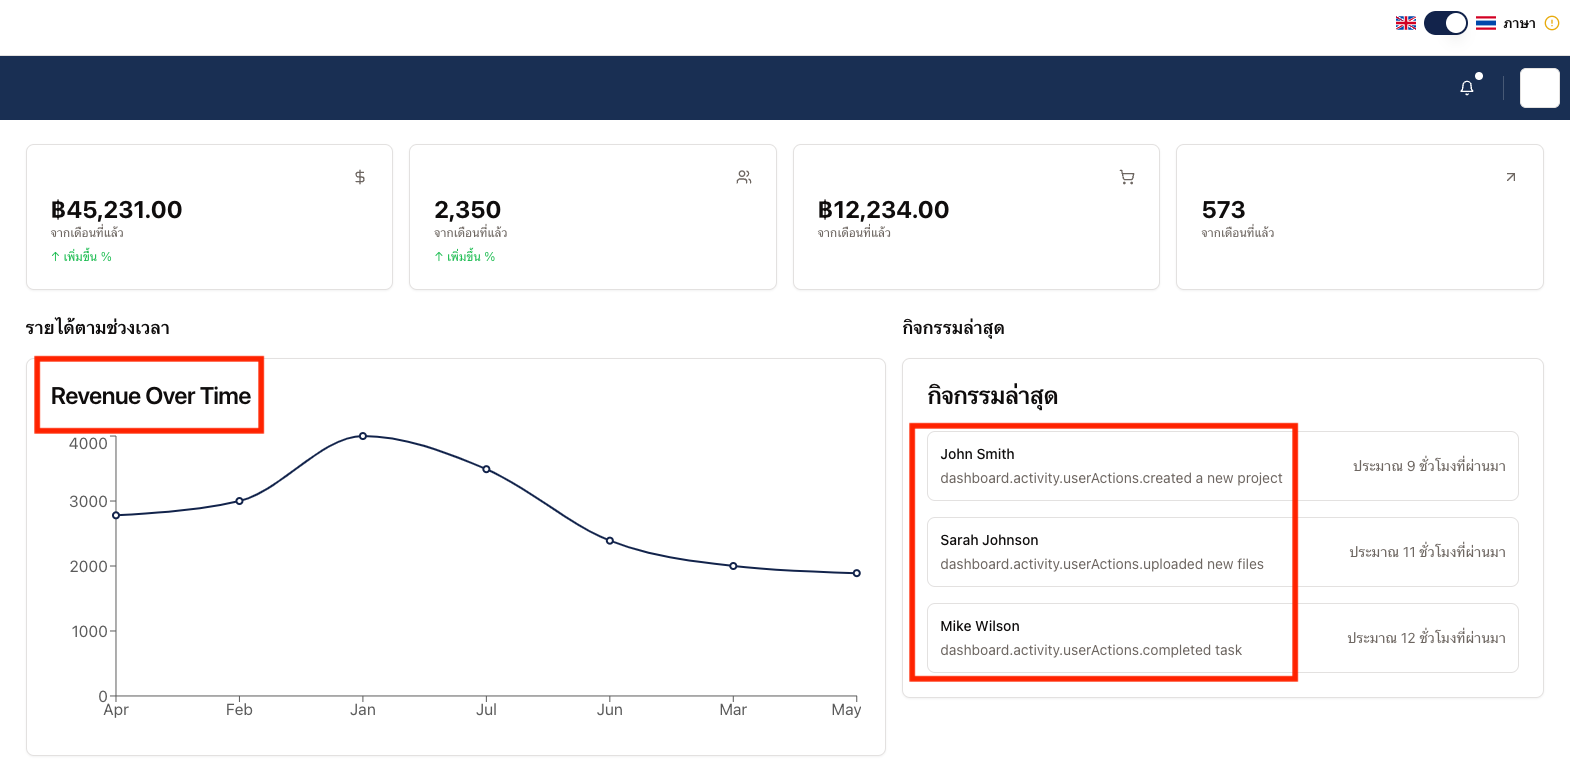 ภาษา
฿45,231.00
จากเดือนที่แล้ว
↑ เพิ่มขึ้น %
2,350
จากเดือนที่แล้ว
↑ เพิ่มขึ้น %
฿12,234.00
จากเดือนที่แล้ว
573
จากเดือนที่แล้ว
รายได้ตามช่วงเวลา
Revenue Over Time
4000
3000
2000
1000
0
Apr Feb Jan Jul Jun Mar May
กิจกรรมล่าสุด
กิจกรรมล่าสุด
John Smith
dashboard.activity.userActions.created a new project
ประมาณ 9 ชั่วโมงที่ผ่านมา
Sarah Johnson
dashboard.activity.userActions.uploaded new files
ประมาณ 11 ชั่วโมงที่ผ่านมา
Mike Wilson
dashboard.activity.userActions.completed task
ประมาณ 12 ชั่วโมงที่ผ่านมา